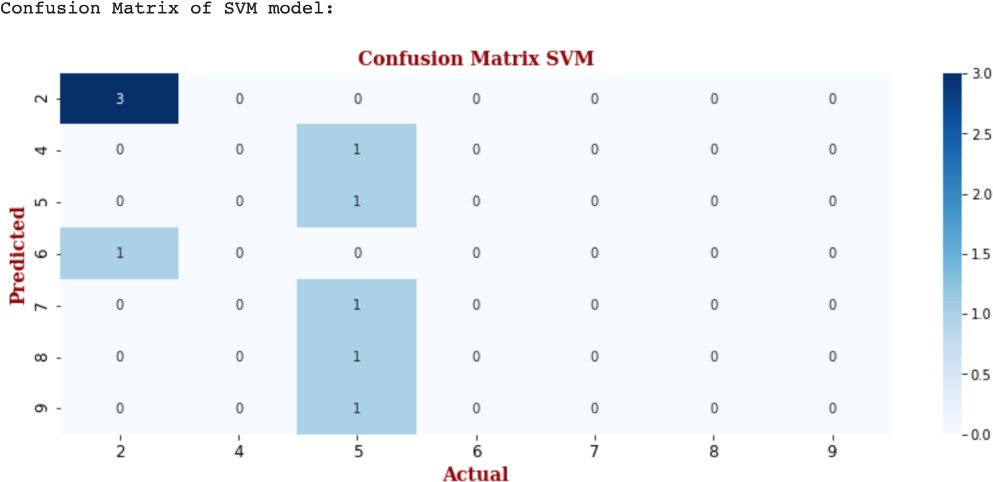 Confusion Matrix of SVM model:
Confusion Matrix SVM
2 3 0 0 0 0 0 0
4 0 0 1 0 0 0 0
5 0 0 1 0 0 0 0
6 1 0 0 0 0 0 0
7 0 0 1 0 0 0 0
8 0 0 1 0 0 0 0
9 0 0 1 0 0 0 0
2 4 5 6 7 8 9
Predicted
Actual
3.0
2.5
2.0
1.5
1.0
0.5
0.0